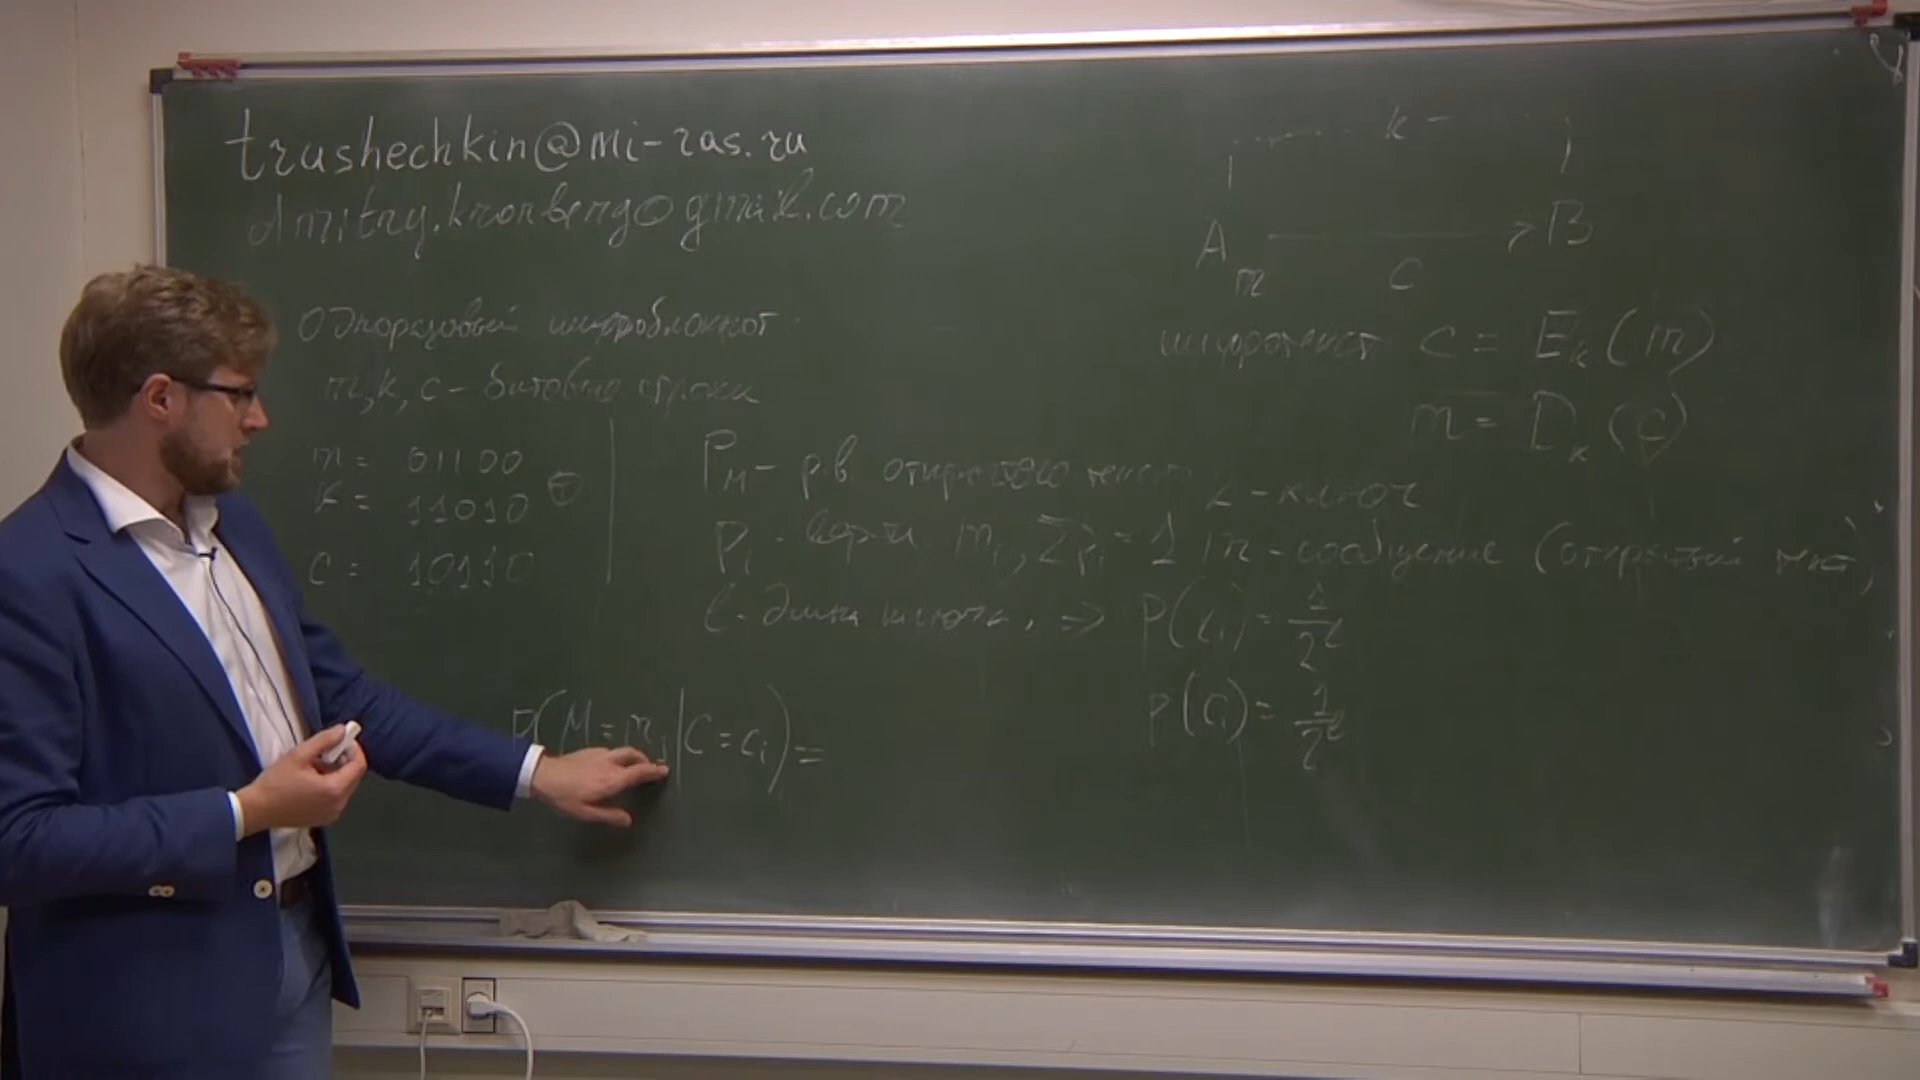 trushechkin@mi-ras.ru
dmitry.kronberg@gmail.com
Одноразовый шифроблокнот
m, k, c - битовые строки
m = 01100
k = 11010 ⊕
c = 10110
P_M - р.в. открытого текста
p_i - вер-ти m_i, Σp_i = 1
l - длина ключа, ⇒ P(k_i) = 1/2^l
P(c_i) = 1/2^l
P(M = m_j | C = c_i) =
k
A m → B
c
шифротекст c = E_k(m)
m = D_k(c)
k - ключ
m - сообщение (открытый текст)